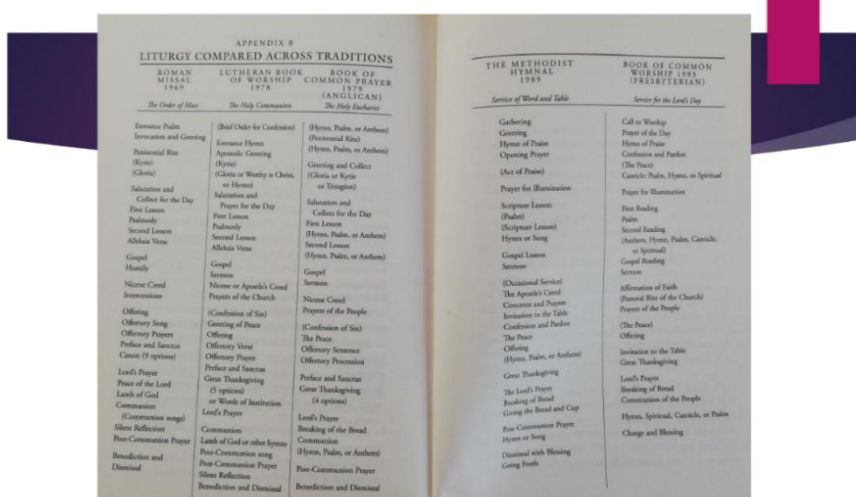 APPENDIX B
LITURGY COMPARED ACROSS TRADITIONS
ROMAN
MISSAL
1969
The Order of Mass
Entrance Psalm
Invocation and Greeting
Penitential Rite
(Kyrie)
(Gloria)
Salutation and
Collect for the Day
First Lesson
Psalmody
Second Lesson
Alleluia Verse
Gospel
Homily
Nicene Creed
Intercessions
Offering
Offertory Song
Offertory Prayers
Preface and Sanctus
Canon (9 options)
Lord's Prayer
Peace of the Lord
Lamb of God
Communion
(Communion songs)
Silent Reflection
Post-Communion Prayer
Benediction and
Dismissal
LUTHERAN BOOK
OF WORSHIP
1978
The Holy Communion
(Brief Order for Confession)
Entrance Hymn
Apostolic Greeting
(Kyrie)
(Gloria or Worthy is Christ,
or Hymn)
Salutation and
Prayer for the Day
First Lesson
Psalmody
Second Lesson
Alleluia Verse
Gospel
Sermon
Nicene or Apostle's Creed
Prayers of the Church
(Confession of Sin)
Greeting of Peace
Offering
Offertory Verse
Offertory Prayer
Preface and Sanctus
Great Thanksgiving
(5 options)
or Words of Institution
Lord's Prayer
Communion
Lamb of God or other hymns
Post-Communion song
Post-Communion Prayer
Silent Reflection
Benediction and Dismissal
BOOK OF
COMMON PRAYER
1979
(ANGLICAN)
The Holy Eucharist
(Hymn, Psalm, or Anthem)
(Penitential Rite)
(Hymn, Psalm, or Anthem)
Greeting and Collect
(Gloria or Kyrie
or Trisagion)
Salutation and
Collect for the Day
First Lesson
(Hymn, Psalm, or Anthem)
Second Lesson
(Hymn, Psalm, or Anthem)
Gospel
Sermon
Nicene Creed
Prayers of the People
(Confession of Sin)
The Peace
Offertory Sentence
Offertory Procession
Preface and Sanctus
Great Thanksgiving
(4 options)
Lord's Prayer
Breaking of the Bread
Communion
(Hymn, Psalm, or Anthem)
Post-Communion Prayer
Benediction and Dismissal
THE METHODIST
HYMNAL
1989
Service of Word and Table
Gathering
Greeting
Hymn of Praise
Opening Prayer
(Act of Praise)
Prayer for Illumination
Scripture Lesson
(Psalm)
(Scripture Lesson)
Hymn or Song
Gospel Lesson
Sermon
(Occasional Service)
The Apostle's Creed
Concerns and Prayers
Invitation to the Table
Confession and Pardon
The Peace
Offering
(Hymn, Psalm, or Anthem)
Great Thanksgiving
The Lord's Prayer
Breaking of Bread
Giving the Bread and Cup
Post-Communion Prayer
Hymn or Song
Dismissal with Blessing
Going Forth
BOOK OF COMMON
WORSHIP 1993
(PRESBYTERIAN)
Service for the Lord's Day
Call to Worship
Prayer of the Day
Hymn of Praise
Confession and Pardon
(The Peace)
Canticle: Psalm, Hymn, or Spiritual
Prayer for Illumination
First Reading
Psalm
Second Reading
(Anthem, Hymn, Psalm, Canticle,
or Spiritual)
Gospel Reading
Sermon
Affirmation of Faith
(Pastoral Rite of the Church)
Prayers of the People
(The Peace)
Offering
Invitation to the Table
Great Thanksgiving
Lord's Prayer
Breaking of Bread
Communion of the People
Hymn, Spiritual, Canticle, or Psalm
Charge and Blessing